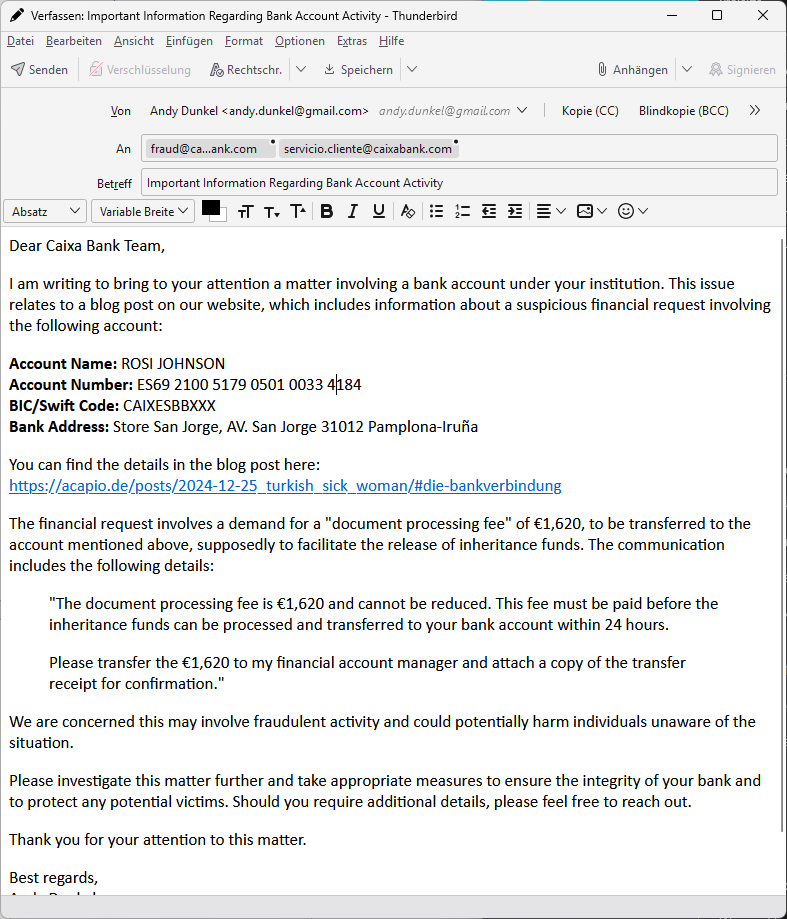 Verfassen: Important Information Regarding Bank Account Activity - Thunderbird
Datei Bearbeiten Ansicht Einfügen Format Optionen Extras Hilfe
Senden Verschlüsselung Rechtschr. Speichern Anhängen Signieren
Von Andy Dunkel <andy.dunkel@gmail.com> andy.dunkel@gmail.com Kopie (CC) Blindkopie (BCC)
An fraud@ca...ank.com servicio.cliente@caixabank.com
Betreff Important Information Regarding Bank Account Activity
Absatz Variable Breite
Dear Caixa Bank Team,
I am writing to bring to your attention a matter involving a bank account under your institution. This issue
relates to a blog post on our website, which includes information about a suspicious financial request involving
the following account:
Account Name: ROSI JOHNSON
Account Number: ES69 2100 5179 0501 0033 4184
BIC/Swift Code: CAIXESBBXXX
Bank Address: Store San Jorge, AV. San Jorge 31012 Pamplona-Iruña
You can find the details in the blog post here:
https://acapio.de/posts/2024-12-25_turkish_sick_woman/#die-bankverbindung
The financial request involves a demand for a "document processing fee" of €1,620, to be transferred to the
account mentioned above, supposedly to facilitate the release of inheritance funds. The communication
includes the following details:
"The document processing fee is €1,620 and cannot be reduced. This fee must be paid before the
inheritance funds can be processed and transferred to your bank account within 24 hours.
Please transfer the €1,620 to my financial account manager and attach a copy of the transfer
receipt for confirmation."
We are concerned this may involve fraudulent activity and could potentially harm individuals unaware of the
situation.
Please investigate this matter further and take appropriate measures to ensure the integrity of your bank and
to protect any potential victims. Should you require additional details, please feel free to reach out.
Thank you for your attention to this matter.
Best regards,